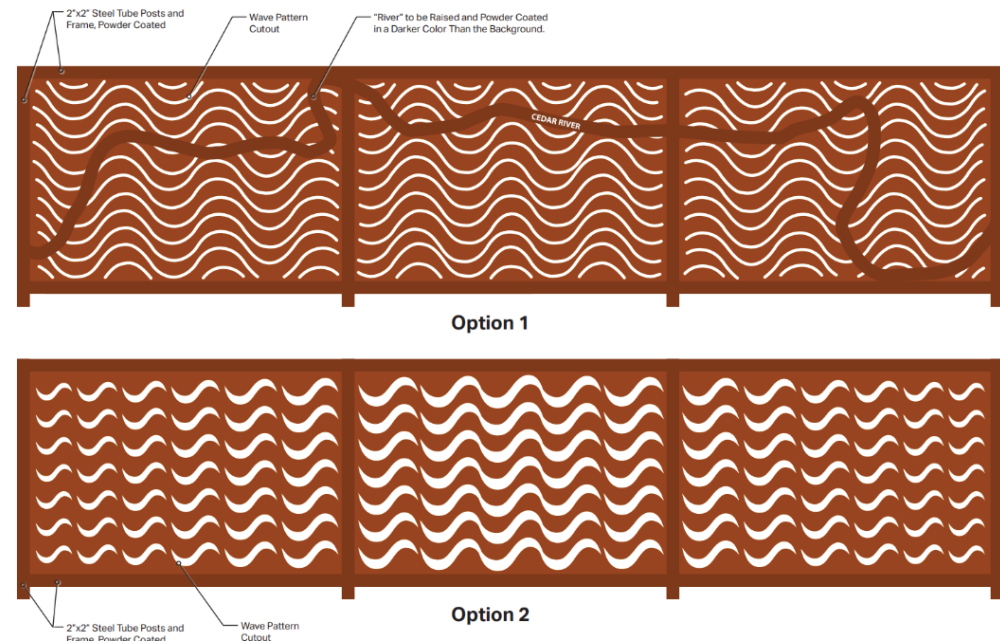 2”x2” Steel Tube Posts and
Frame, Powder Coated
Wave Pattern
Cutout
“River” to be Raised and Powder Coated
in a Darker Color Than the Background.
CEDAR RIVER
Option 1
2”x2” Steel Tube Posts and
Frame, Powder Coated
Wave Pattern
Cutout
Option 2